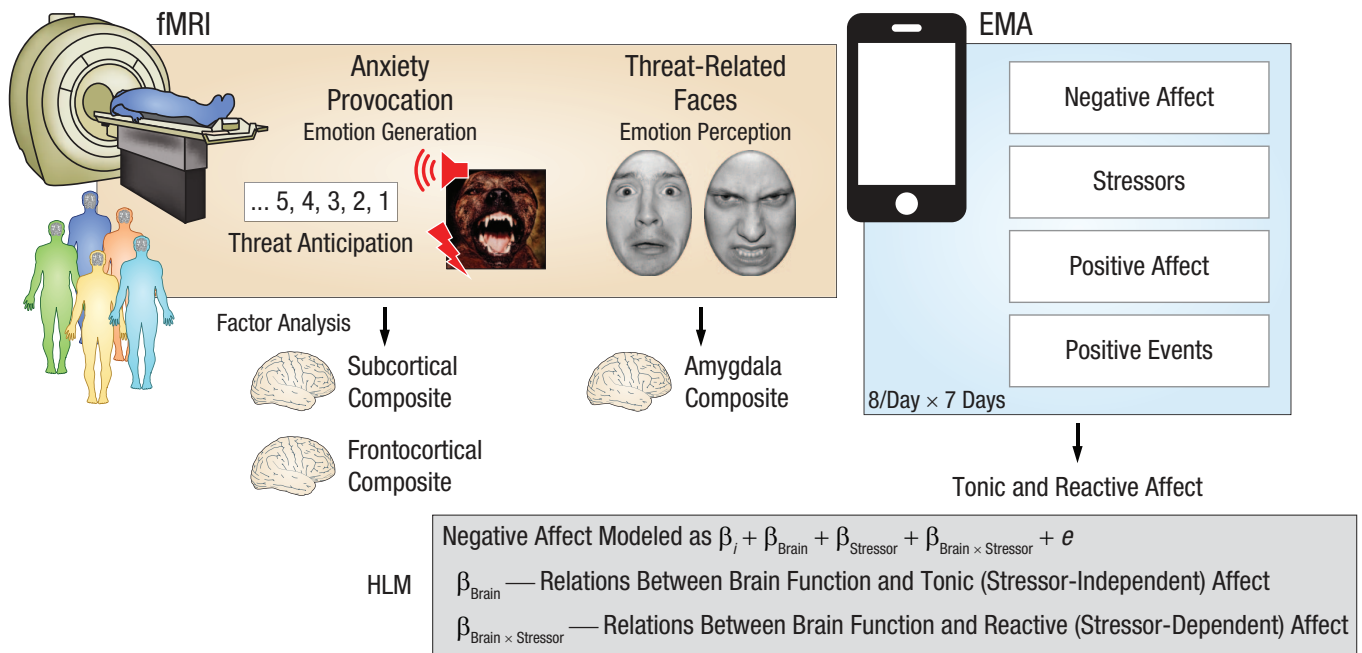 fMRI
Anxiety
Provocation
Emotion Generation
... 5, 4, 3, 2, 1
Threat Anticipation
Threat-Related
Faces
Emotion Perception
EMA
Negative Affect
Stressors
Positive Affect
Positive Events
8/Day × 7 Days
Factor Analysis
Subcortical
Composite
Frontocortical
Composite
Amygdala
Composite
Tonic and Reactive Affect
HLM
Negative Affect Modeled as β_i + β_Brain + β_Stressor + β_Brain × Stressor + e
β_Brain — Relations Between Brain Function and Tonic (Stressor-Independent) Affect
β_Brain × Stressor — Relations Between Brain Function and Reactive (Stressor-Dependent) Affect